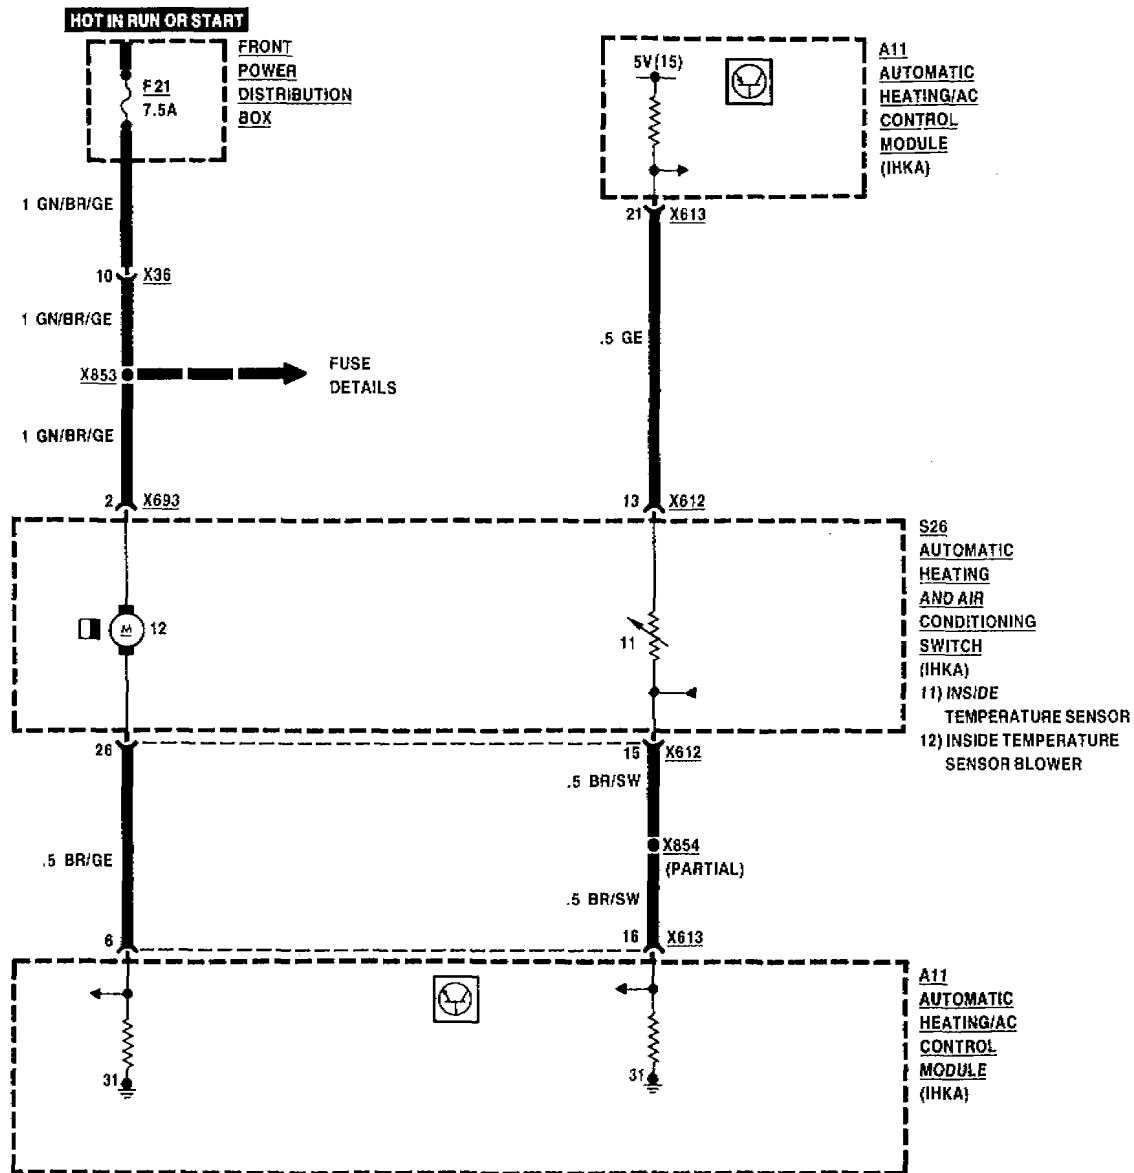 HOT IN RUN OR START
FRONT
POWER
DISTRIBUTION
BOX
F21
7.5A
5V(15)
A11
AUTOMATIC
HEATING/AC
CONTROL
MODULE
(IHKA)
1 GN/BR/GE
21 X613
10 X36
1 GN/BR/GE
.5 GE
X853
FUSE
DETAILS
1 GN/BR/GE
2 X693
13 X612
S26
AUTOMATIC
HEATING
AND AIR
CONDITIONING
SWITCH
(IHKA)
11) INSIDE
TEMPERATURE SENSOR
12) INSIDE TEMPERATURE
SENSOR BLOWER
M 12
11
26
15 X612
.5 BR/SW
.5 BR/GE
X854
(PARTIAL)
.5 BR/SW
6
16 X613
A11
AUTOMATIC
HEATING/AC
CONTROL
MODULE
(IHKA)
31
31